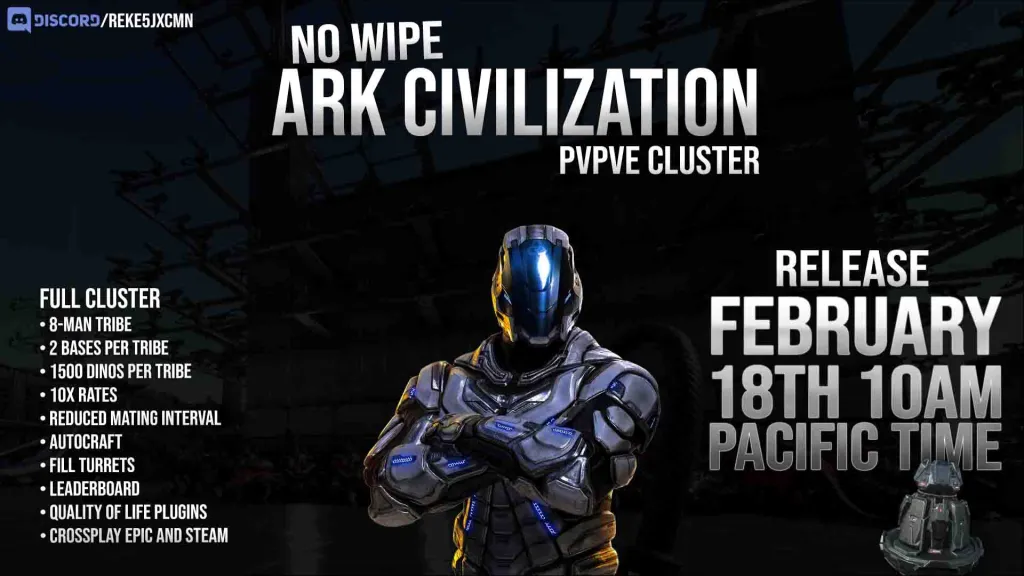 DISCORD/REKE5JXCMN
NO WIPE
ARK CIVILIZATION
PVPVE CLUSTER
FULL CLUSTER
• 8-MAN TRIBE
• 2 BASES PER TRIBE
• 1500 DINOS PER TRIBE
• 10X RATES
• REDUCED MATING INTERVAL
• AUTOCRAFT
• FILL TURRETS
• LEADERBOARD
• QUALITY OF LIFE PLUGINS
• CROSSPLAY EPIC AND STEAM
RELEASE
FEBRUARY
18TH 10AM
PACIFIC TIME